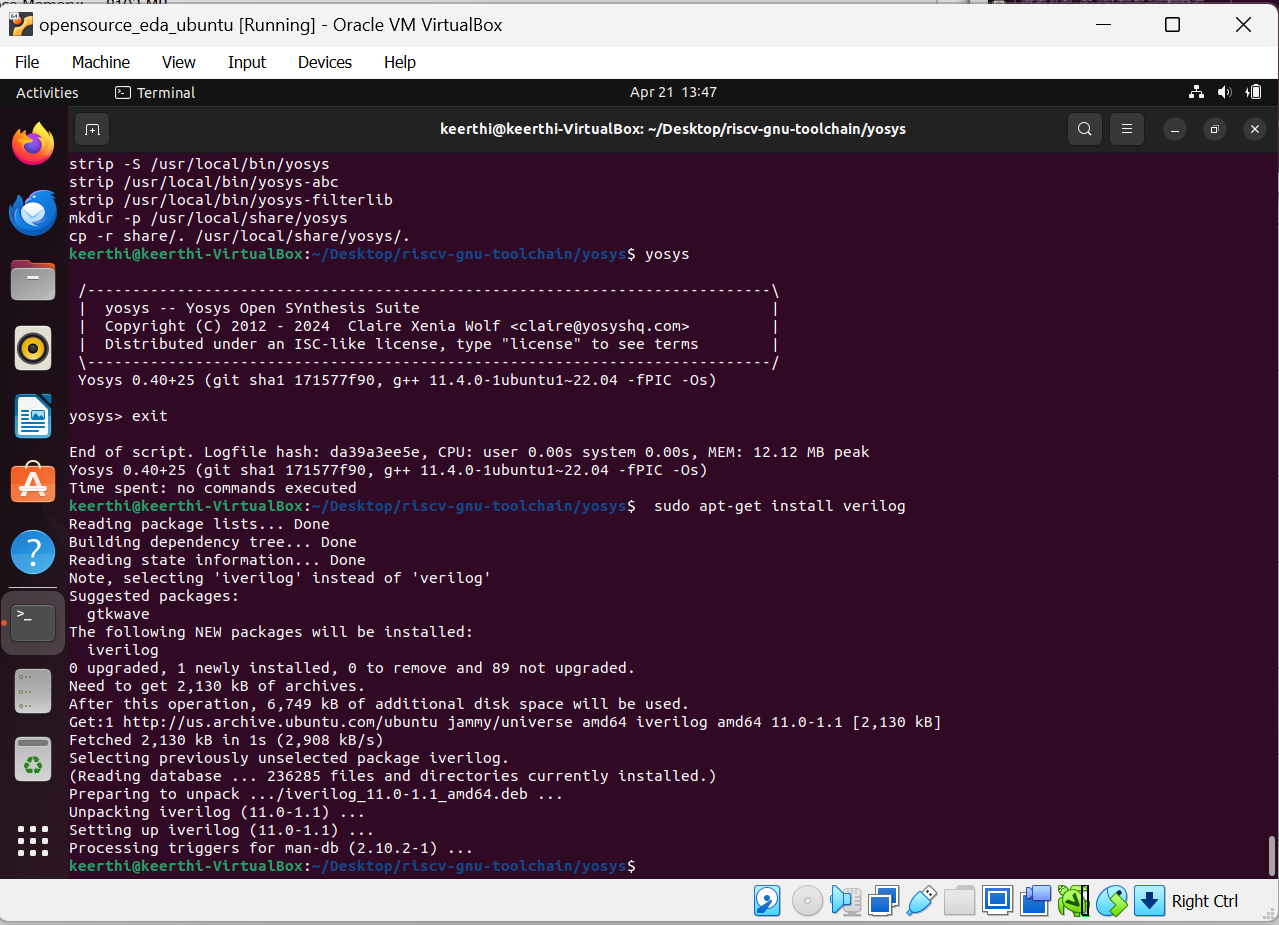 opensource_eda_ubuntu [Running] - Oracle VM VirtualBox
File Machine View Input Devices Help
Activities Terminal Apr 21 13:47
keerthi@keerthi-VirtualBox: ~/Desktop/riscv-gnu-toolchain/yosys
strip -S /usr/local/bin/yosys
strip /usr/local/bin/yosys-abc
strip /usr/local/bin/yosys-filterlib
mkdir -p /usr/local/share/yosys
cp -r share/. /usr/local/share/yosys/.
keerthi@keerthi-VirtualBox:~/Desktop/riscv-gnu-toolchain/yosys$ yosys
/----------------------------------------------------------------------------\
| yosys -- Yosys Open SYnthesis Suite |
| Copyright (C) 2012 - 2024 Claire Xenia Wolf <claire@yosyshq.com> |
| Distributed under an ISC-like license, type "license" to see terms |
\----------------------------------------------------------------------------/
Yosys 0.40+25 (git sha1 171577f90, g++ 11.4.0-1ubuntu1~22.04 -fPIC -Os)
yosys> exit
End of script. Logfile hash: da39a3ee5e, CPU: user 0.00s system 0.00s, MEM: 12.12 MB peak
Yosys 0.40+25 (git sha1 171577f90, g++ 11.4.0-1ubuntu1~22.04 -fPIC -Os)
Time spent: no commands executed
keerthi@keerthi-VirtualBox:~/Desktop/riscv-gnu-toolchain/yosys$  sudo apt-get install verilog
Reading package lists... Done
Building dependency tree... Done
Reading state information... Done
Note, selecting 'iverilog' instead of 'verilog'
Suggested packages:
gtkwave
The following NEW packages will be installed:
iverilog
0 upgraded, 1 newly installed, 0 to remove and 89 not upgraded.
Need to get 2,130 kB of archives.
After this operation, 6,749 kB of additional disk space will be used.
Get:1 http://us.archive.ubuntu.com/ubuntu jammy/universe amd64 iverilog amd64 11.0-1.1 [2,130 kB]
Fetched 2,130 kB in 1s (2,908 kB/s)
Selecting previously unselected package iverilog.
(Reading database ... 236285 files and directories currently installed.)
Preparing to unpack .../iverilog_11.0-1.1_amd64.deb ...
Unpacking iverilog (11.0-1.1) ...
Setting up iverilog (11.0-1.1) ...
Processing triggers for man-db (2.10.2-1) ...
keerthi@keerthi-VirtualBox:~/Desktop/riscv-gnu-toolchain/yosys$
Right Ctrl